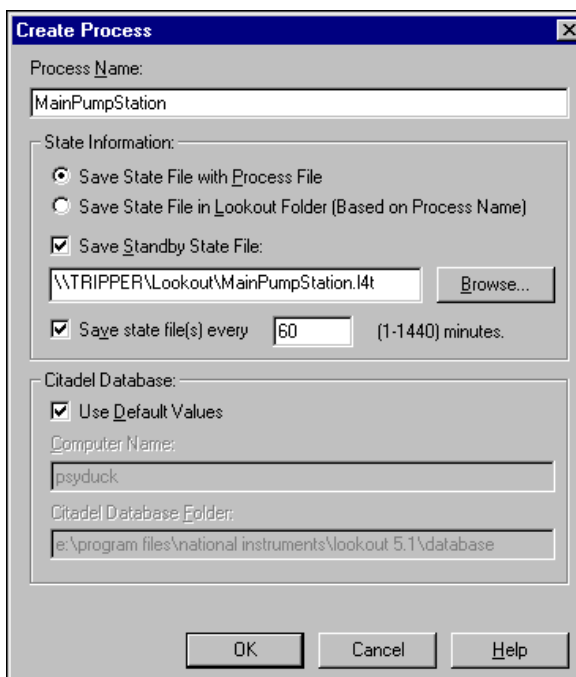 Create Process
Process Name:
MainPumpStation
State Information:
Save State File with Process File
Save State File in Lookout Folder (Based on Process Name)
Save Standby State File:
\\TRIPPER\Lookout\MainPumpStation.l4t Browse...
Save state file(s) every 60 (1-1440) minutes.
Citadel Database:
Use Default Values
Computer Name:
psyduck
Citadel Database Folder:
e:\program files\national instruments\lookout 5.1\database
OK Cancel Help